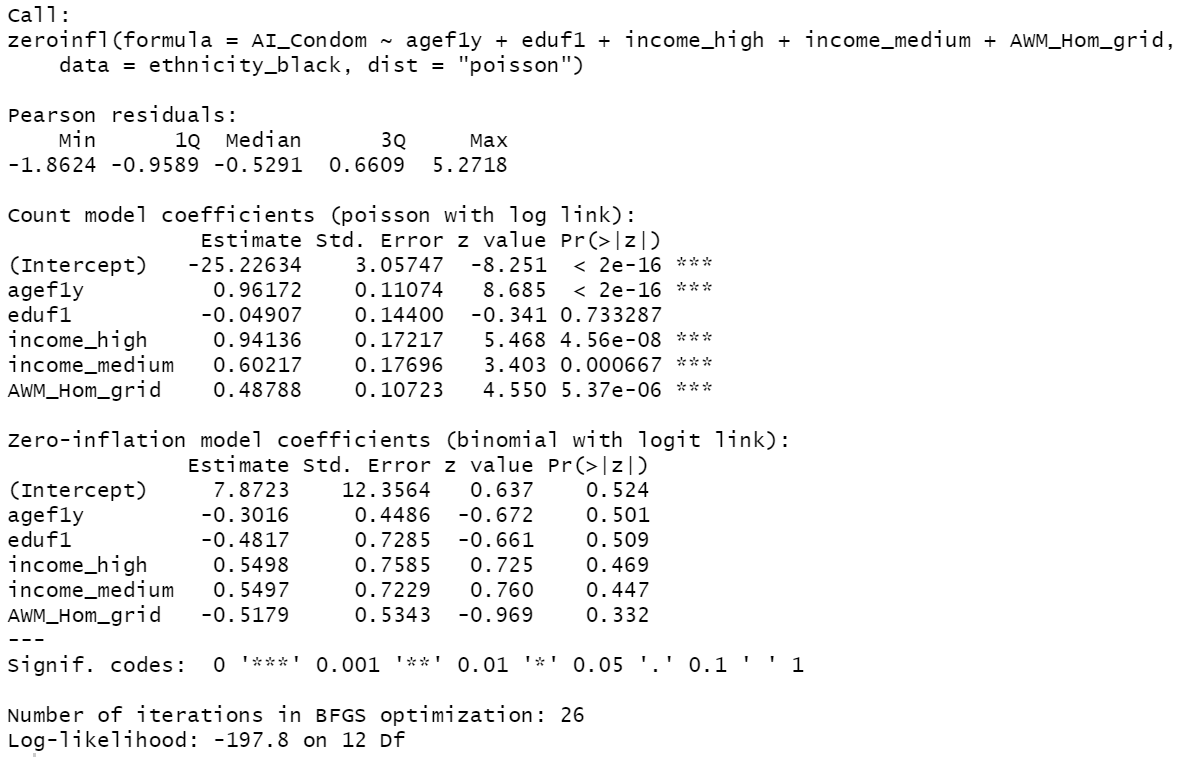 Call:
zeroinfl(formula = AI_Condom ~ agef1y + eduf1 + income_high + income_medium + AWM_Hom_grid,
    data = ethnicity_black, dist = "poisson")

Pearson residuals:
    Min      1Q  Median      3Q     Max
-1.8624 -0.9589 -0.5291  0.6609  5.2718

Count model coefficients (poisson with log link):
               Estimate Std. Error z value Pr(>|z|)
(Intercept)   -25.22634    3.05747  -8.251  < 2e-16 ***
agef1y          0.96172    0.11074   8.685  < 2e-16 ***
eduf1          -0.04907    0.14400  -0.341 0.733287
income_high     0.94136    0.17217   5.468 4.56e-08 ***
income_medium   0.60217    0.17696   3.403 0.000667 ***
AWM_Hom_grid    0.48788    0.10723   4.550 5.37e-06 ***

Zero-inflation model coefficients (binomial with logit link):
              Estimate Std. Error z value Pr(>|z|)
(Intercept)     7.8723    12.3564   0.637    0.524
agef1y         -0.3016     0.4486  -0.672    0.501
eduf1          -0.4817     0.7285  -0.661    0.509
income_high     0.5498     0.7585   0.725    0.469
income_medium   0.5497     0.7229   0.760    0.447
AWM_Hom_grid   -0.5179     0.5343  -0.969    0.332
---
Signif. codes:  0 '***' 0.001 '**' 0.01 '*' 0.05 '.' 0.1 ' ' 1

Number of iterations in BFGS optimization: 26
Log-likelihood: -197.8 on 12 Df